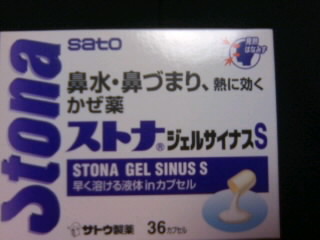 Stona
sato
鼻水・鼻づまり、熱に効く
かぜ薬
ストナ®ジェルサイナスS
STONA GEL SINUS S
早く溶ける液体inカプセル
サトウ製薬
36カプセル